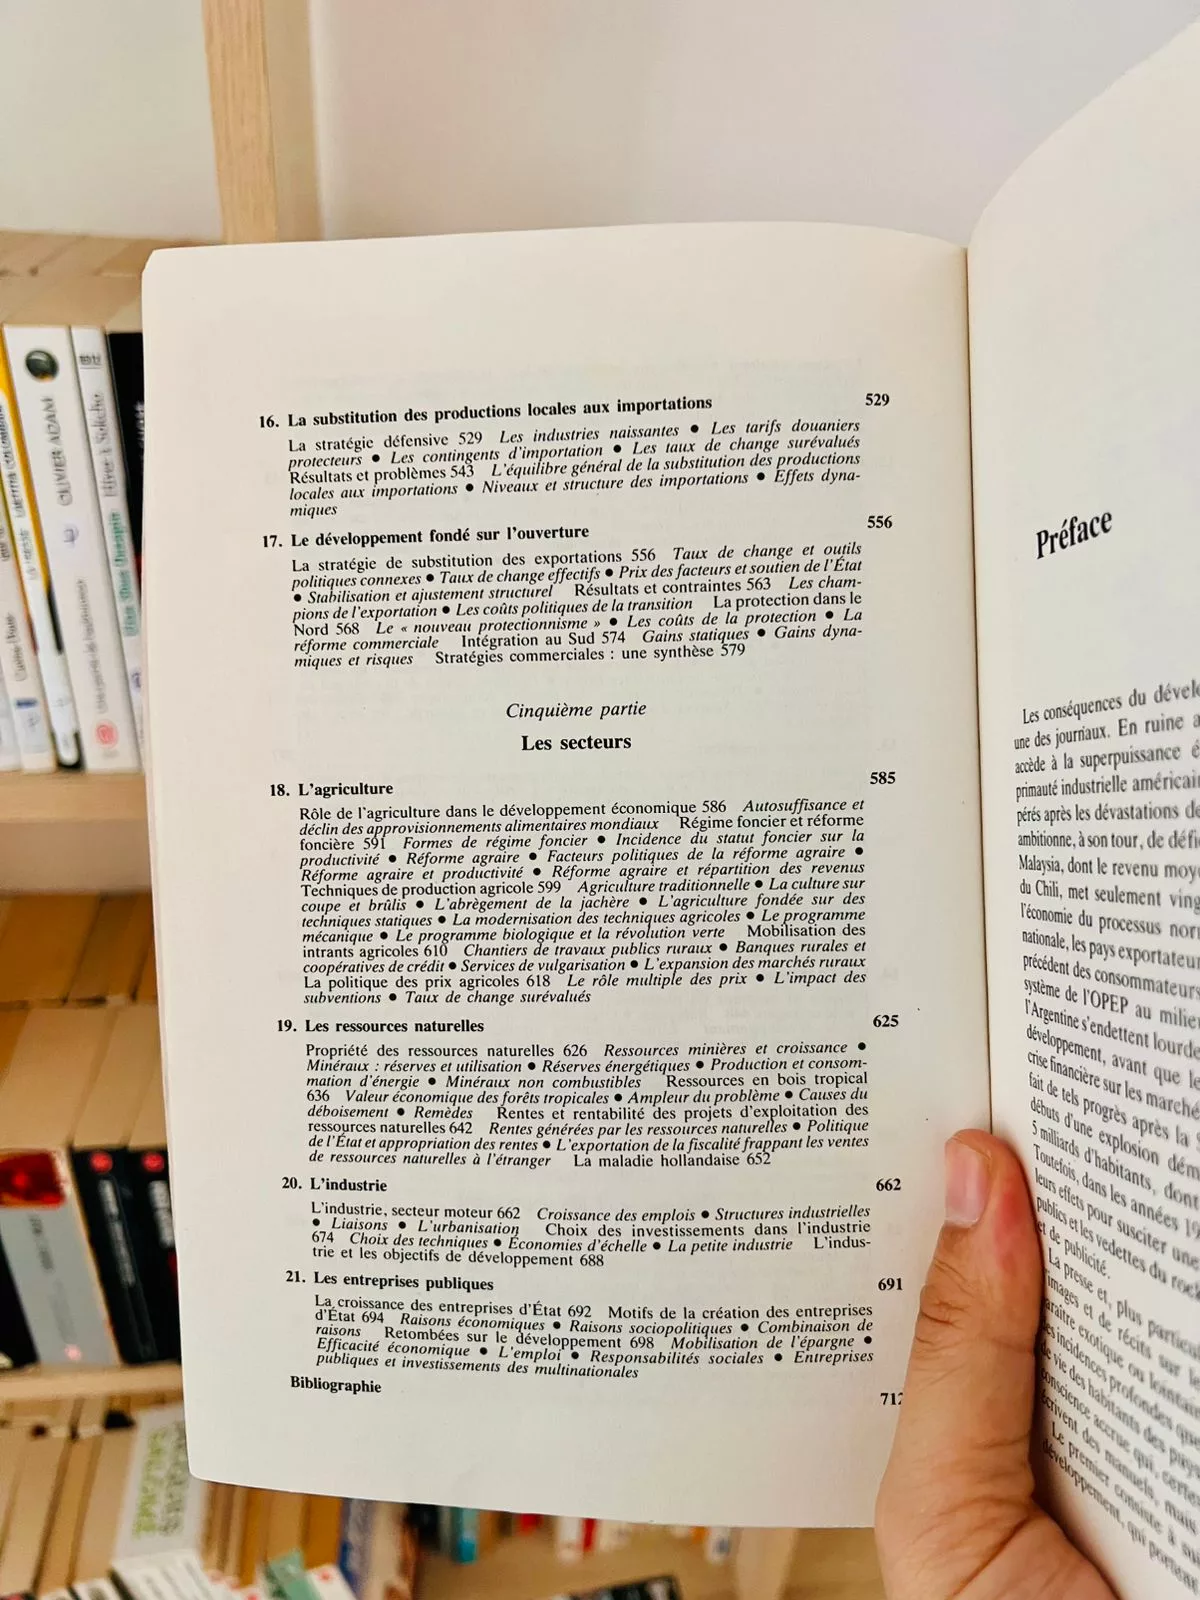 16. La substitution des productions locales aux importations 529
La stratégie défensive 529 Les industries naissantes • Les tarifs douaniers
protecteurs • Les contingents d'importation • Les taux de change surévalués
Résultats et problèmes 543 L'équilibre général de la substitution des productions
locales aux importations • Niveaux et structure des importations • Effets dyna-
miques
17. Le développement fondé sur l'ouverture 556
La stratégie de substitution des exportations 556 Taux de change et outils
politiques connexes • Taux de change effectifs • Prix des facteurs et soutien de l'État
• Stabilisation et ajustement structurel Résultats et contraintes 563 Les cham-
pions de l'exportation • Les coûts politiques de la transition La protection dans le
Nord 568 Le « nouveau protectionnisme » • Les coûts de la protection • La
réforme commerciale Intégration au Sud 574 Gains statiques • Gains dyna-
miques et risques Stratégies commerciales : une synthèse 579
Cinquième partie
Les secteurs
18. L'agriculture 585
Rôle de l'agriculture dans le développement économique 586 Autosuffisance et
déclin des approvisionnements alimentaires mondiaux Régime foncier et réforme
foncière 591 Formes de régime foncier • Incidence du statut foncier sur la
productivité • Réforme agraire • Facteurs politiques de la réforme agraire •
Réforme agraire et productivité • Réforme agraire et répartition des revenus
Techniques de production agricole 599 Agriculture traditionnelle • La culture sur
coupe et brûlis • L'abrègement de la jachère • L'agriculture fondée sur des
techniques statiques • La modernisation des techniques agricoles • Le programme
mécanique • Le programme biologique et la révolution verte Mobilisation des
intrants agricoles 610 Chantiers de travaux publics ruraux • Banques rurales et
coopératives de crédit • Services de vulgarisation • L'expansion des marchés ruraux
La politique des prix agricoles 618 Le rôle multiple des prix • L'impact des
subventions • Taux de change surévalués
19. Les ressources naturelles 625
Propriété des ressources naturelles 626 Ressources minières et croissance •
Minéraux : réserves et utilisation • Réserves énergétiques • Production et consom-
mation d'énergie • Minéraux non combustibles Ressources en bois tropical
636 Valeur économique des forêts tropicales • Ampleur du problème • Causes du
déboisement • Remèdes Rentes et rentabilité des projets d'exploitation des
ressources naturelles 642 Rentes générées par les ressources naturelles • Politique
de l'État et appropriation des rentes • L'exportation de la fiscalité frappant les ventes
de ressources naturelles à l'étranger La maladie hollandaise 652
20. L'industrie 662
L'industrie, secteur moteur 662 Croissance des emplois • Structures industrielles
• Liaisons • L'urbanisation Choix des investissements dans l'industrie
674 Choix des techniques • Économies d'échelle • La petite industrie L'indus-
trie et les objectifs de développement 688
21. Les entreprises publiques 691
La croissance des entreprises d'État 692 Motifs de la création des entreprises
d'État 694 Raisons économiques • Raisons sociopolitiques • Combinaison de
raisons Retombées sur le développement 698 Mobilisation de l'épargne •
Efficacité économique • L'emploi • Responsabilités sociales • Entreprises
publiques et investissements des multinationales
Bibliographie 712
Préface
Les conséquences du dével
une des journaux. En ruine a
accède à la superpuissance é
primauté industrielle américai
pérés après les dévastations de
ambitionne, à son tour, de défi
Malaysia, dont le revenu moy
du Chili, met seulement ving
l'économie du processus nor
nationale, les pays exportateur
précédent des consommateurs
système de l'OPEP au milie
l'Argentine s'endettent lourde
développement, avant que le
crise financière sur les marché
fait de tels progrès après la
débuts d'une explosion dém
5 milliards d'habitants, dont
Toutefois, dans les années 19
leurs effets pour susciter une
publics et les vedettes du rock
et de publicité.
La presse et, plus particul
d'images et de récits sur le
paraître exotique ou lointai
les incidences profondes que
de vie des habitants des pays
conscience accrue qui, certe
écrivent des manuels, mais
Le premier consiste à sui
développement, qui portent
OLIVIER ADAM